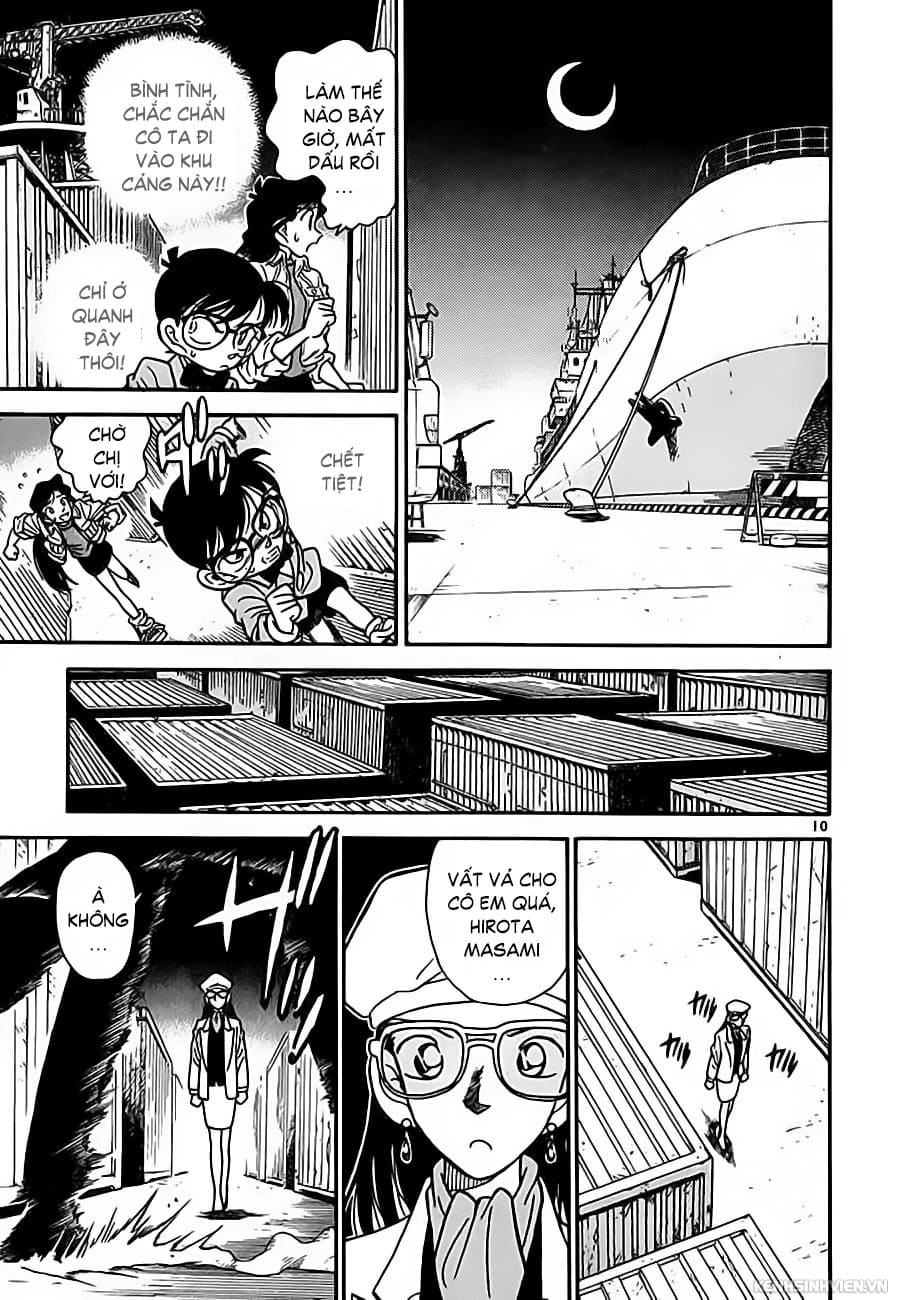 LÀM THẾ
NÀO BÂY
GIỜ, MẤT
DẤU RỒI
...
BÌNH TĨNH,
CHẮC CHẮN
CÔ TA ĐI
VÀO KHU
CẢNG NÀY!!
CHỈ Ở
QUANH
ĐÂY
THÔI!
CHẾT
TIỆT!
CHỜ
CHỊ
VỚI!
10
VẤT VẢ CHO
CÔ EM QUÁ,
HIROTA
MASAMI
...
À
KHÔNG
...
KENHSINHVIEN.VN